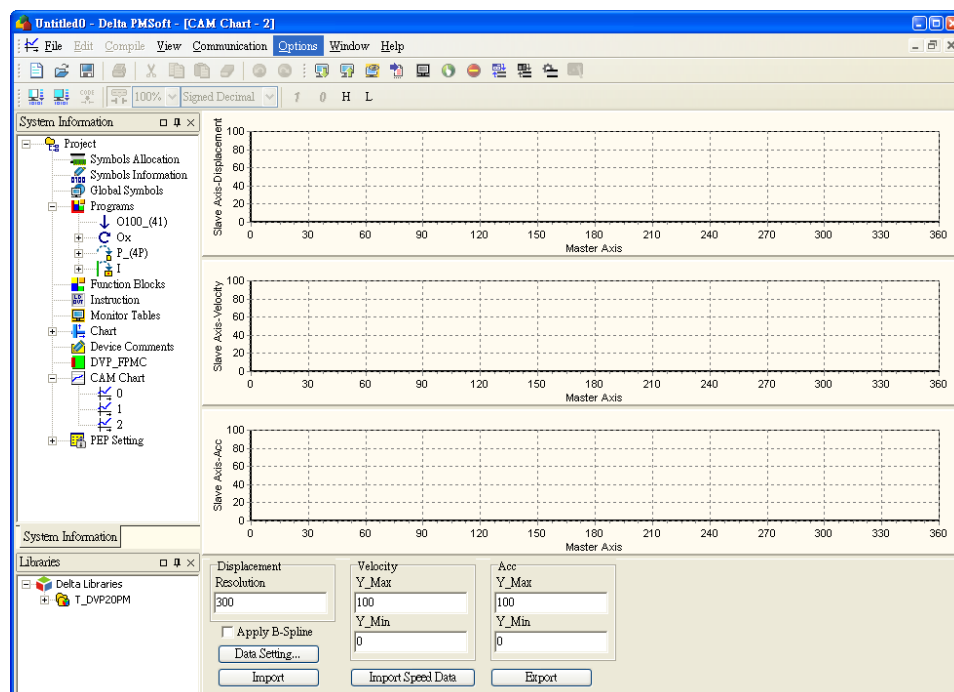 Untitled0 - Delta PMSoft - [CAM Chart - 2]
File Edit Compile View Communication Options Window Help
CODE
100% Signed Decimal 1 0 H L
System Information
Project
Symbols Allocation
Symbols Information
Global Symbols
Programs
O100_(41)
Ox
P_(4P)
I
Function Blocks
Instruction
Monitor Tables
Chart
Device Comments
DVP_FPMC
CAM Chart
0
1
2
PEP Setting
System Information
Libraries
Delta Libraries
T_DVP20PM
Slave Axis-Displacement
100
80
60
40
20
0
0 30 60 90 120 150 180 210 240 270 300 330 360
Master Axis
Slave Axis-Velocity
100
80
60
40
20
0
0 30 60 90 120 150 180 210 240 270 300 330 360
Master Axis
Slave Axis-Acc
100
80
60
40
20
0
0 30 60 90 120 150 180 210 240 270 300 330 360
Master Axis
Displacement
Resolution
300
Apply B-Spline
Data Setting...
Import
Velocity
Y_Max
100
Y_Min
0
Import Speed Data
Acc
Y_Max
100
Y_Min
0
Export